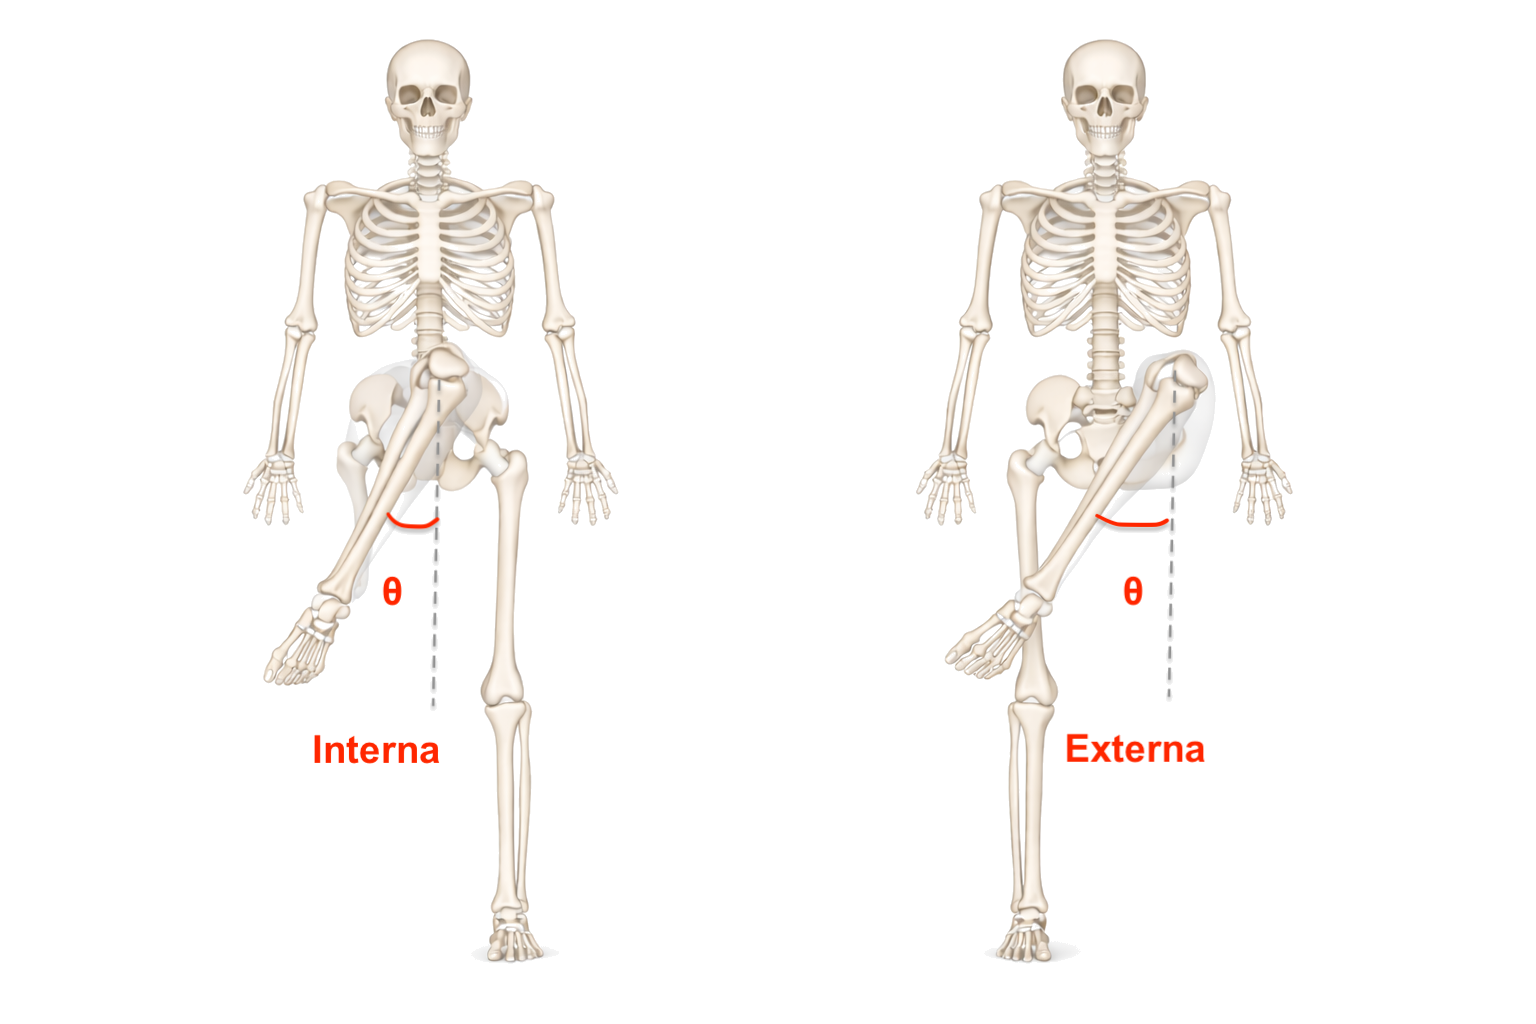 θ
θ
Interna
Externa